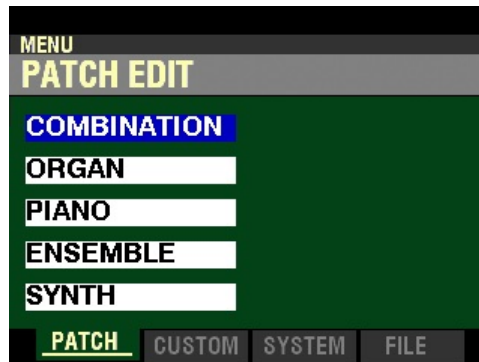 MENU
PATCH EDIT
COMBINATION
ORGAN
PIANO
ENSEMBLE
SYNTH
PATCH CUSTOM SYSTEM FILE